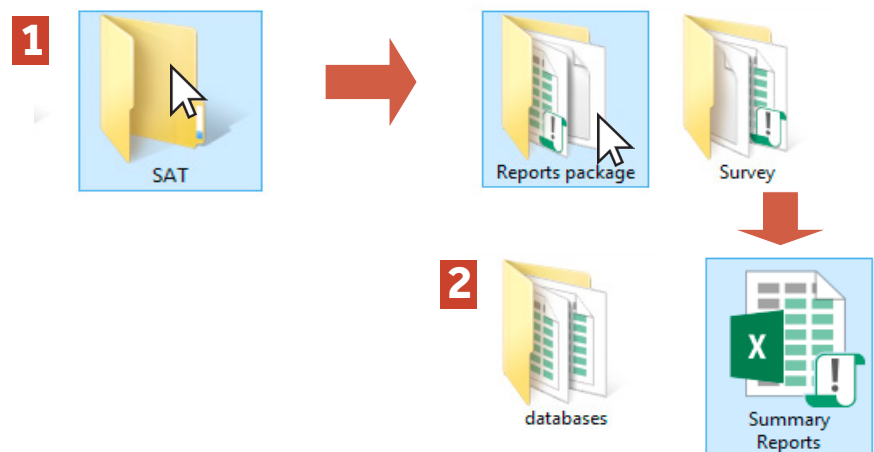 1
SAT
Reports package
Survey
2
databases
X
Summary
Reports